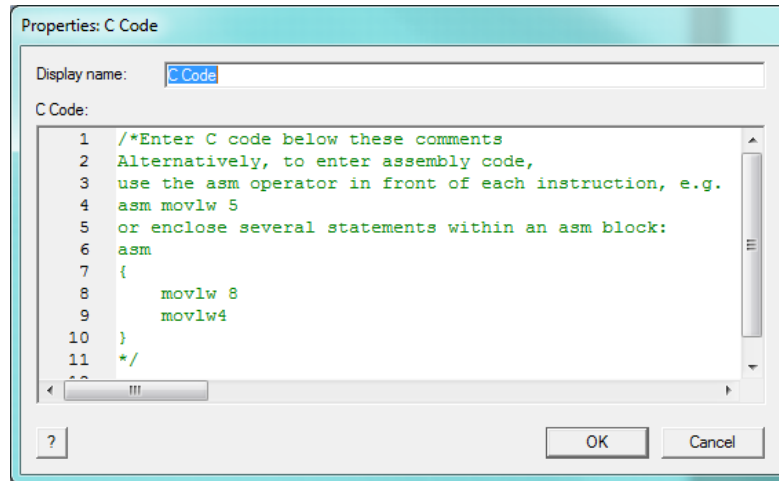 Properties: C Code
Display name: C Code
C Code:
1 /*Enter C code below these comments
2 Alternatively, to enter assembly code,
3 use the asm operator in front of each instruction, e.g.
4 asm movlw 5
5 or enclose several statements within an asm block:
6 asm
7 {
8 movlw 8
9 movlw4
10 }
11 */
? OK Cancel